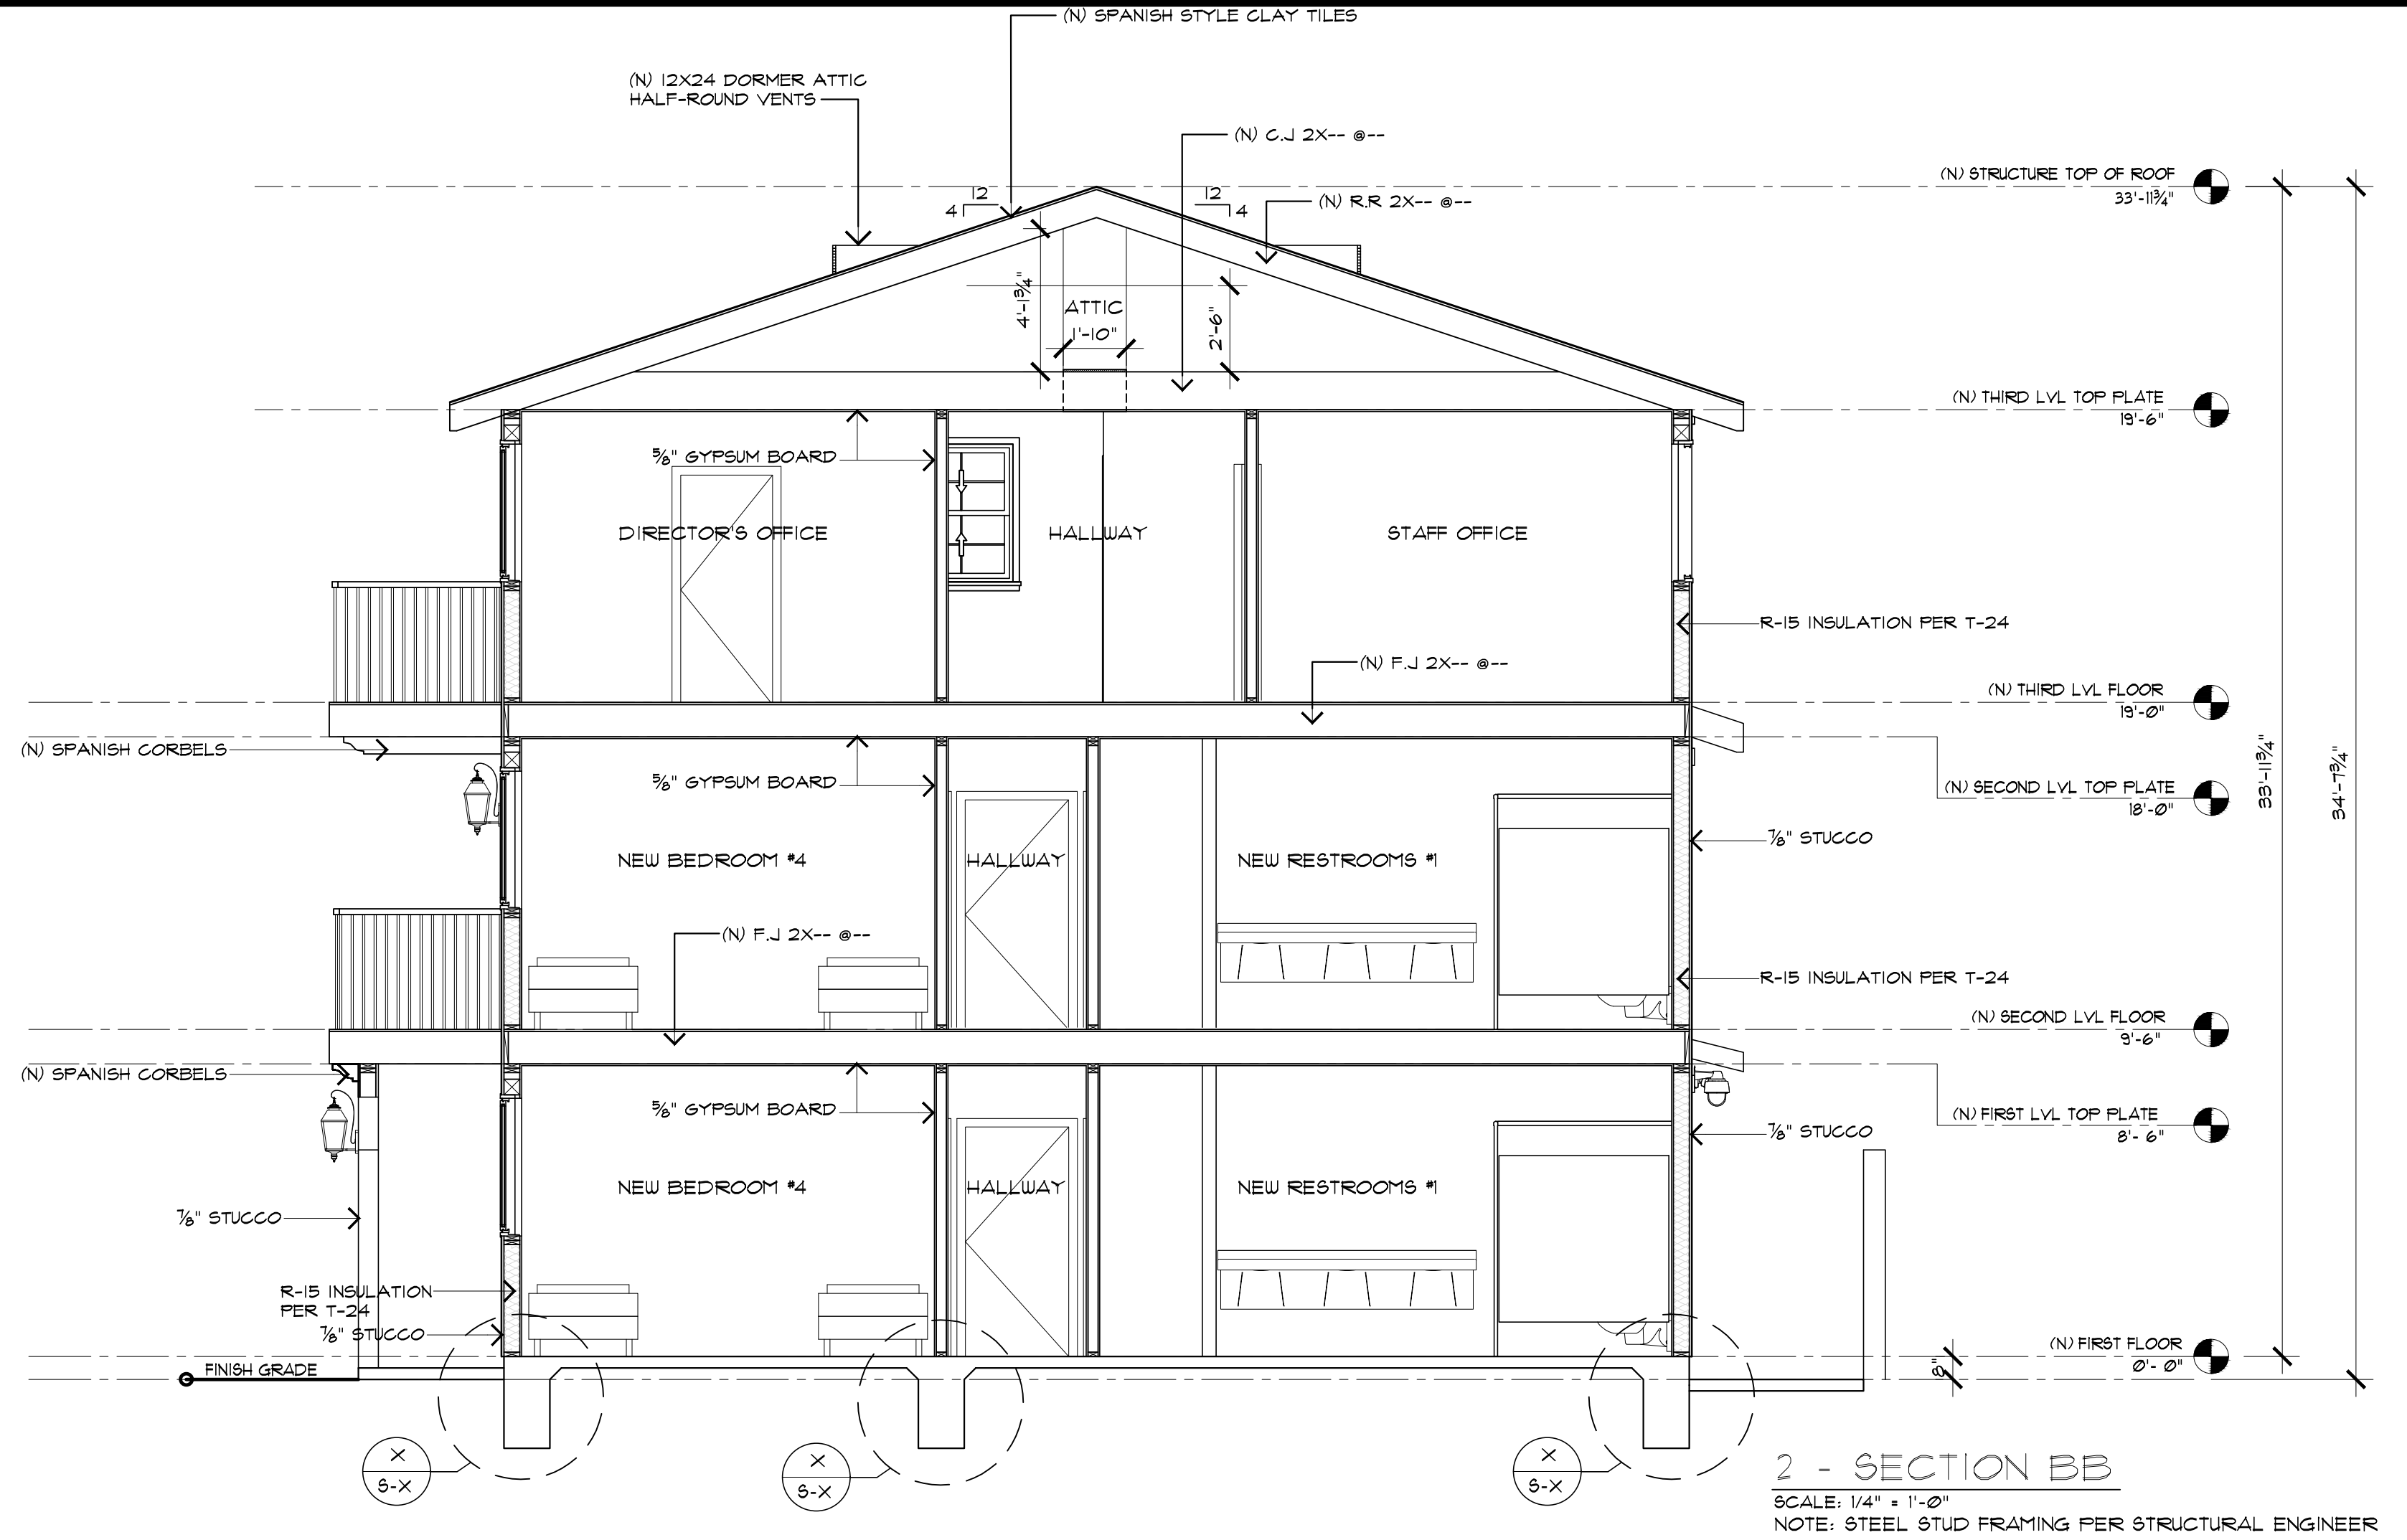 (N) SPANISH STYLE CLAY TILES
(N) 12X24 DORMER ATTIC
HALF-ROUND VENTS
(N) C.J 2X-- @--
(N) STRUCTURE TOP OF ROOF
33'-11¾"
12
4
12
4
(N) R.R 2X-- @--
4'-1¾"
ATTIC
1'-10"
2'-6"
(N) THIRD LVL TOP PLATE
19'-6"
⅝" GYPSUM BOARD
DIRECTOR'S OFFICE
HALLWAY
STAFF OFFICE
R-15 INSULATION PER T-24
(N) F.J 2X-- @--
(N) THIRD LVL FLOOR
19'-0"
(N) SPANISH CORBELS
⅝" GYPSUM BOARD
(N) SECOND LVL TOP PLATE
18'-0"
33'-11¾"
34'-7¾"
⅞" STUCCO
NEW BEDROOM #4
HALLWAY
NEW RESTROOMS #1
(N) F.J 2X-- @--
R-15 INSULATION PER T-24
(N) SECOND LVL FLOOR
9'-6"
(N) SPANISH CORBELS
⅝" GYPSUM BOARD
(N) FIRST LVL TOP PLATE
8'- 6"
⅞" STUCCO
NEW BEDROOM #4
HALLWAY
NEW RESTROOMS #1
⅞" STUCCO
R-15 INSULATION
PER T-24
⅞" STUCCO
(N) FIRST FLOOR
0'- 0"
FINISH GRADE
8"
X
S-X
X
S-X
X
S-X
2 - SECTION BB
SCALE: 1/4" = 1'-0"
NOTE: STEEL STUD FRAMING PER STRUCTURAL ENGINEER